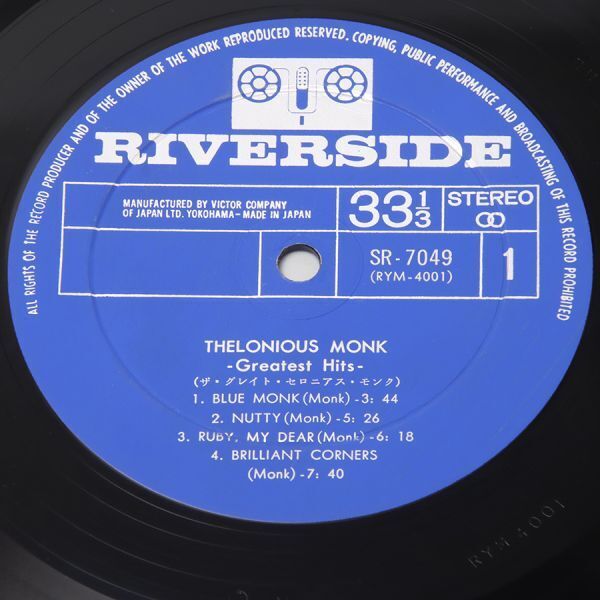 ALL RIGHTS OF THE RECORD PRODUCER AND OF THE OWNER OF THE WORK REPRODUCED RESERVED. COPYING, PUBLIC PERFORMANCE AND BROADCASTING OF THIS RECORD PROHIBITED
RIVERSIDE
MANUFACTURED BY VICTOR COMPANY
OF JAPAN LTD. YOKOHAMA-MADE IN JAPAN
33 1/3
STEREO
SR-7049
(RYM-4001)
1
THELONIOUS MONK
-Greatest Hits-
(ザ・グレイト・セロニアス・モンク)
1. BLUE MONK (Monk)-3: 44
2. NUTTY (Monk)-5: 26
3. RUBY, MY DEAR (Monk)-6: 18
4. BRILLIANT CORNERS
(Monk)-7: 40
RYM 4001